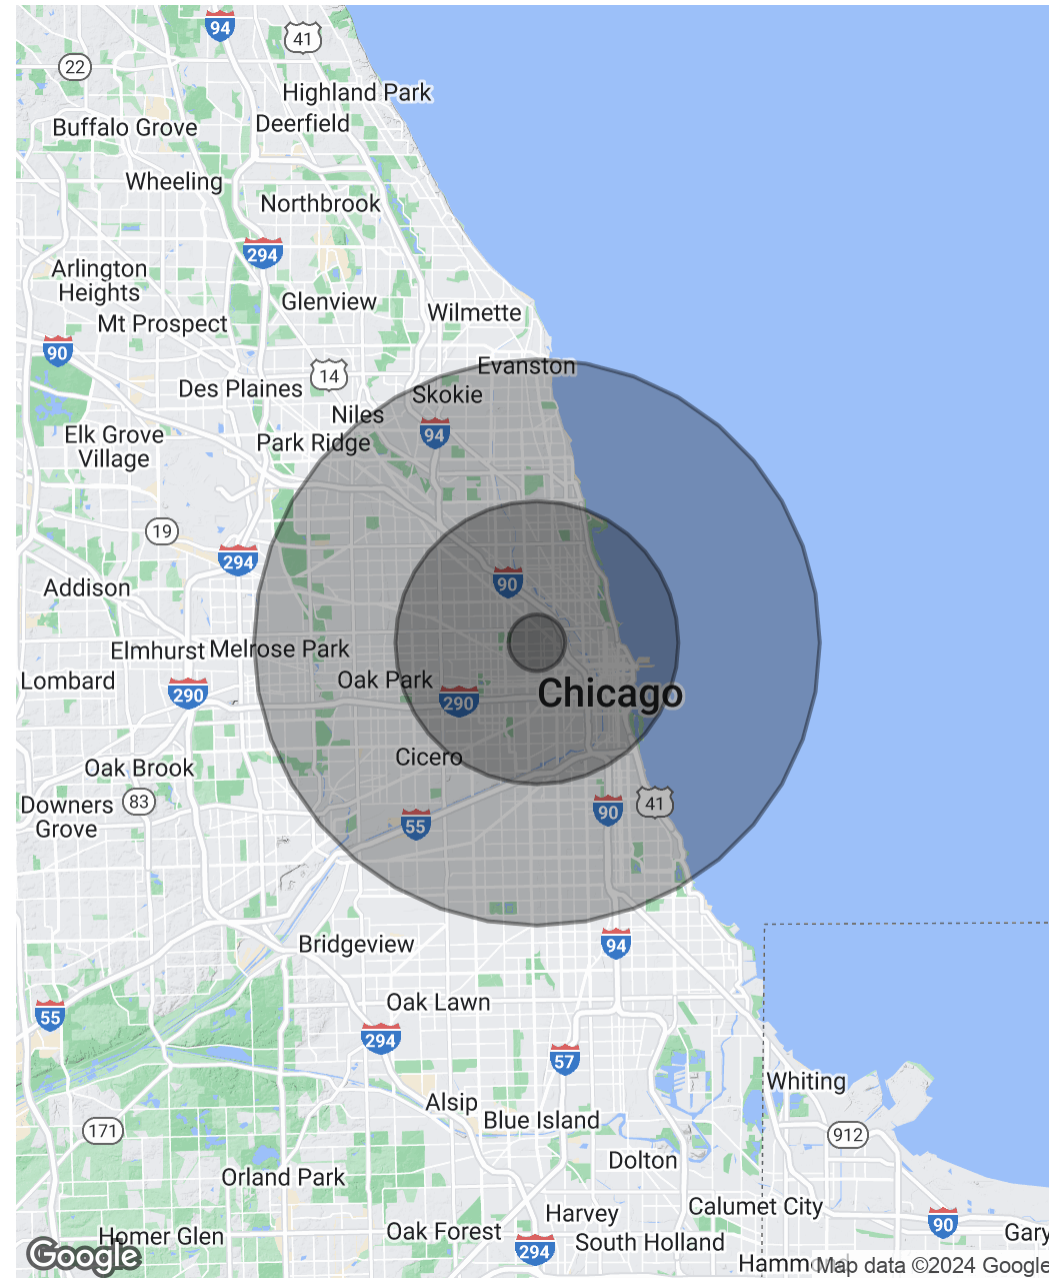 94
41
22
Highland Park
Deerfield
Buffalo Grove
Wheeling
Northbrook
294
Arlington
Heights
Glenview
Wilmette
Mt Prospect
90
Evanston
14
Des Plaines
Skokie
Niles
94
Elk Grove
Village
Park Ridge
19
294
90
Addison
Elmhurst
Melrose Park
Lombard
Oak Park
290
290
Chicago
Cicero
Oak Brook
Downers
Grove
83
41
90
55
Bridgeview
94
Oak Lawn
55
294
57
Whiting
Alsip
Blue Island
171
912
Dolton
Orland Park
Calumet City
Harvey
90
Homer Glen
Oak Forest
South Holland
Gary
294
Google
Hamm
Map data ©2024 Google